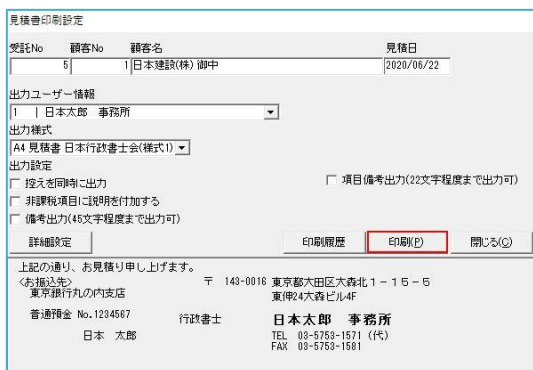 見積書印刷設定
受託No 顧客No 顧客名 見積日
5 1 日本建設(株) 御中 2020/06/22
出力ユーザー情報
1 | 日本太郎 事務所
出力様式
A4 見積書 日本行政書士会(様式1)
出力設定
控えを同時に出力 項目備考出力(22文字程度まで出力可)
非課税項目に説明を付加する
備考出力(45文字程度まで出力可)
詳細設定 印刷履歴 印刷(P) 閉じる(C)
上記の通り、お見積り申し上げます。
<お振込先> 〒 143-0016 東京都大田区大森北1-15-5
東京銀行丸の内支店 東伸24大森ビル4F
普通預金 No.1234567 行政書士 日本太郎 事務所
日本 太郎 TEL 03-5753-1571 (代)
FAX 03-5753-1581